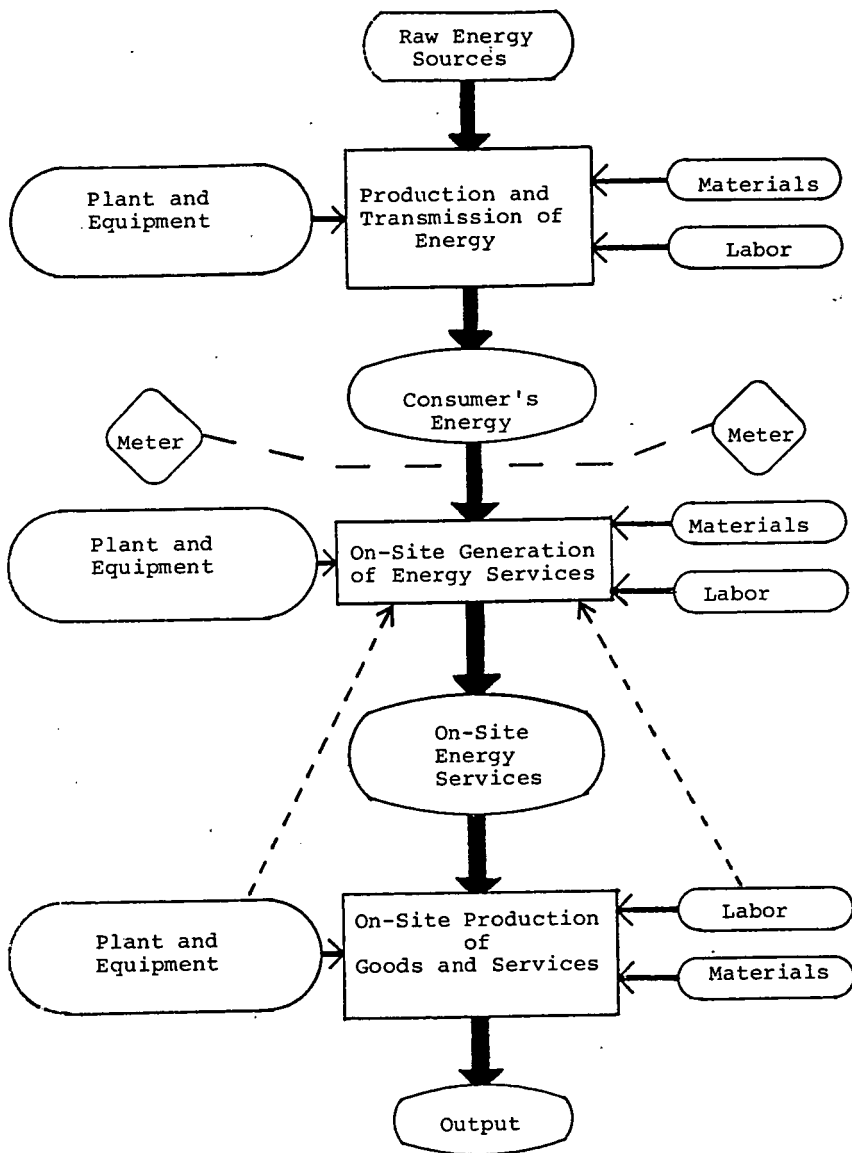 Raw Energy
Sources
Plant and
Equipment
Production and
Transmission of
Energy
Materials
Labor
Consumer's
Energy
Meter
Meter
Plant and
Equipment
On-Site Generation
of Energy Services
Materials
Labor
On-Site
Energy
Services
Plant and
Equipment
On-Site Production
of
Goods and Services
Labor
Materials
Output